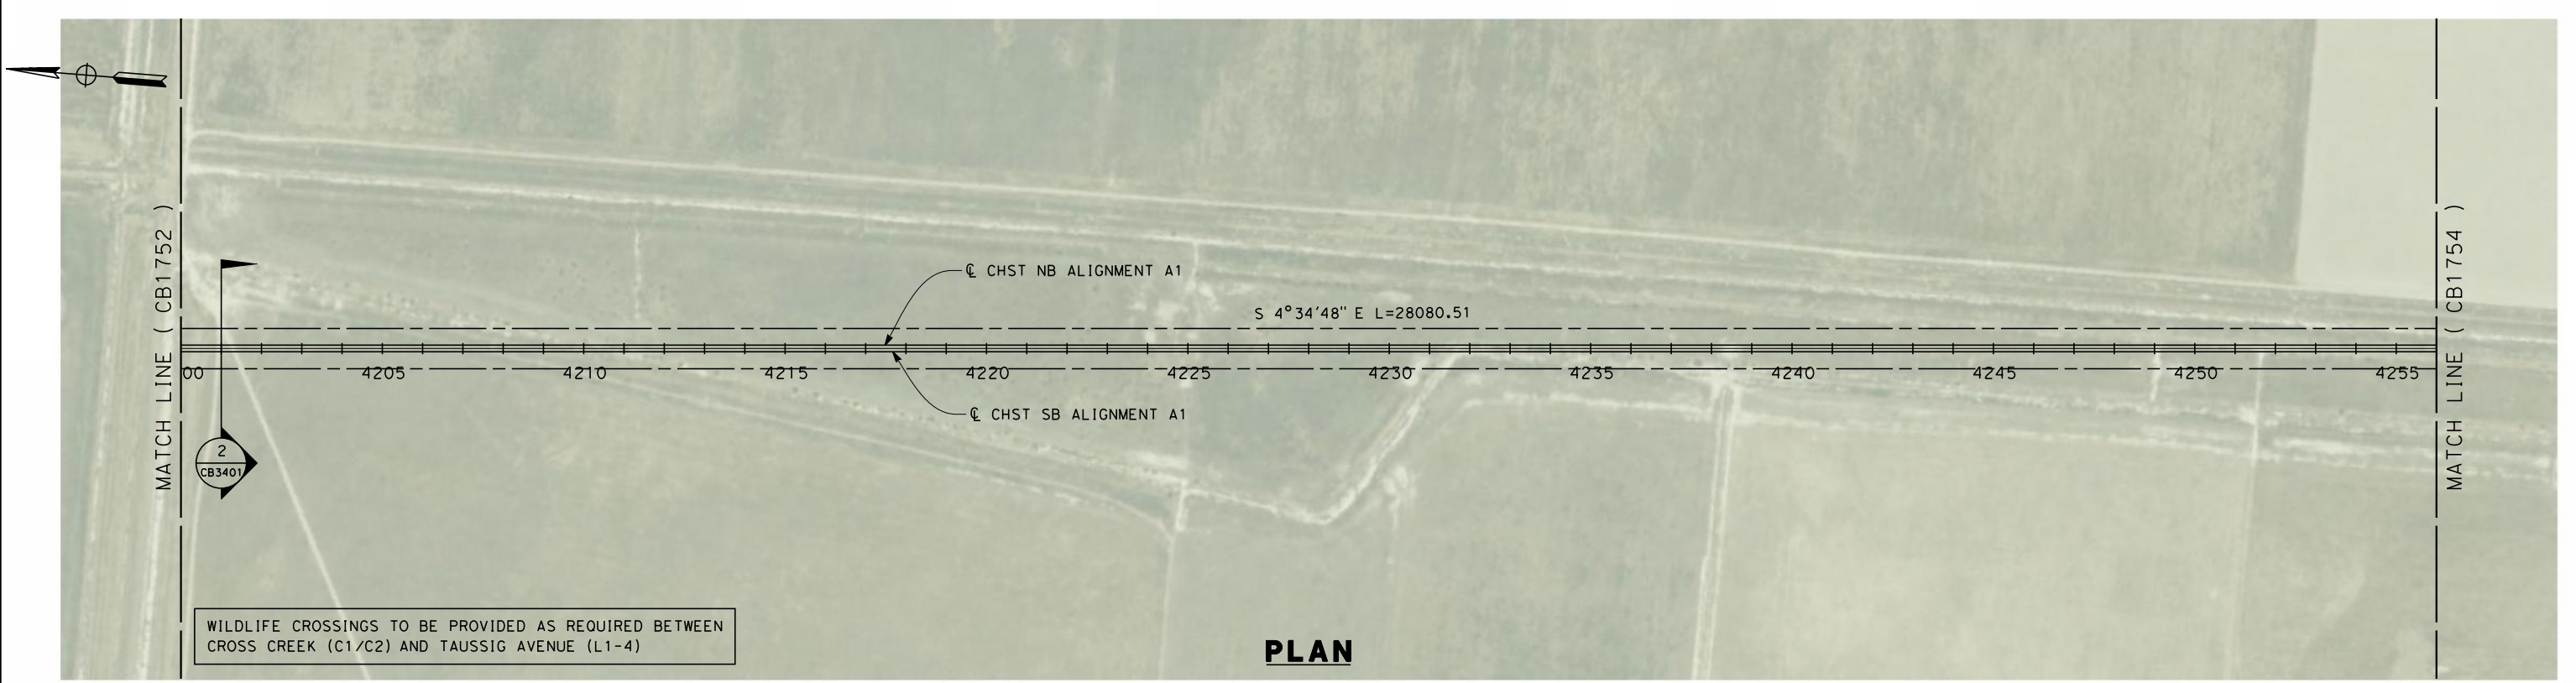 MATCH LINE ( CB1752 )
℄ CHST NB ALIGNMENT A1
S 4°34'48" E L=28080.51
00 4205 4210 4215 4220 4225 4230 4235 4240 4245 4250 4255
℄ CHST SB ALIGNMENT A1
2
CB3401
MATCH LINE ( CB1754 )
WILDLIFE CROSSINGS TO BE PROVIDED AS REQUIRED BETWEEN
CROSS CREEK (C1/C2) AND TAUSSIG AVENUE (L1-4)
PLAN